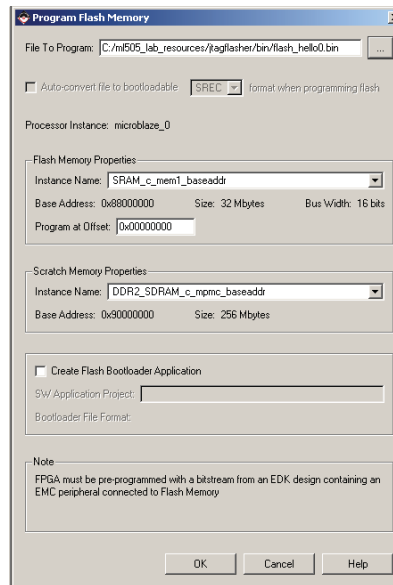 Program Flash Memory
File To Program: C:/ml505_lab_resources/jtagflasher/bin/flash_hello0.bin ...
Auto-convert file to bootloadable SREC format when programming flash
Processor Instance: microblaze_0
Flash Memory Properties
Instance Name: SRAM_c_mem1_baseaddr
Base Address: 0x88000000 Size: 32 Mbytes Bus Width: 16 bits
Program at Offset: 0x00000000
Scratch Memory Properties
Instance Name: DDR2_SDRAM_c_mpmc_baseaddr
Base Address: 0x90000000 Size: 256 Mbytes
Create Flash Bootloader Application
SW Application Project:
Bootloader File Format:
Note
FPGA must be pre-programmed with a bitstream from an EDK design containing an
EMC peripheral connected to Flash Memory
OK Cancel Help